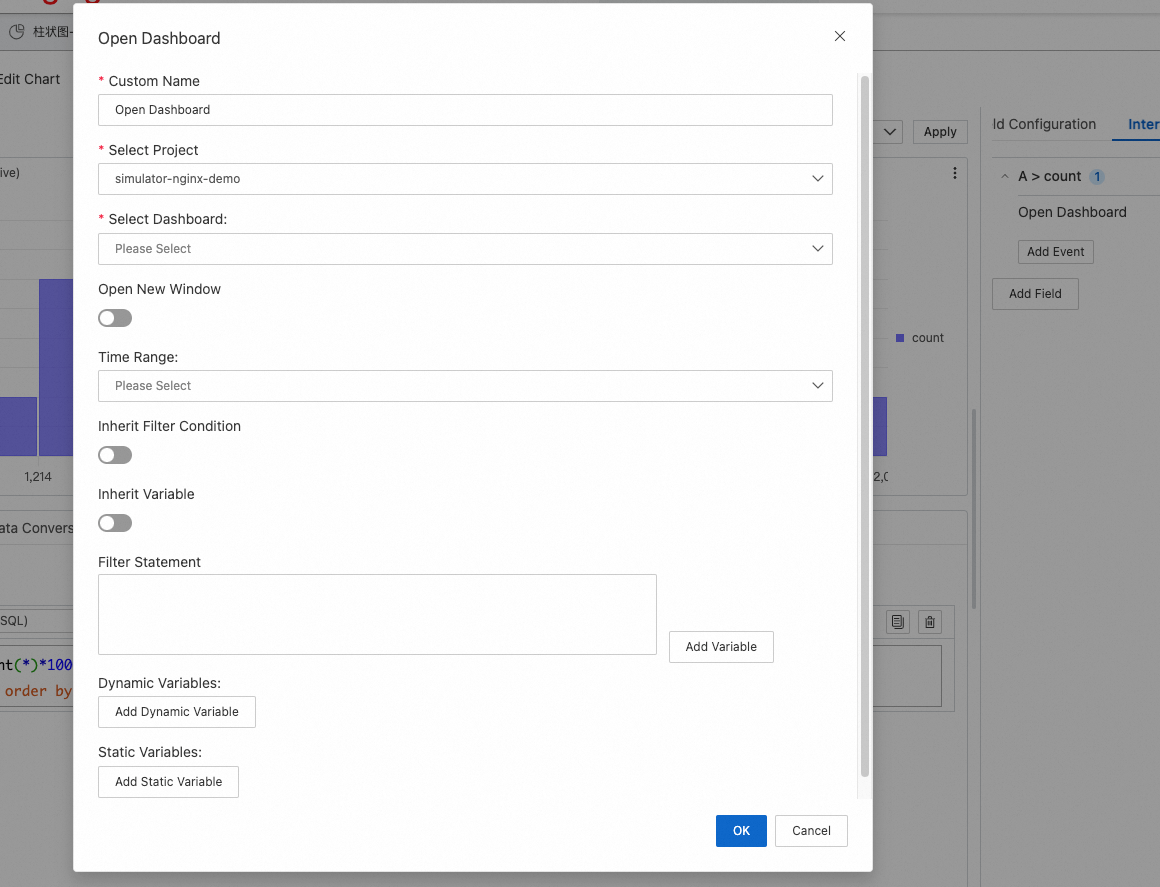 柱状图-
Edit Chart
Open Dashboard
* Custom Name
Open Dashboard
* Select Project
simulator-nginx-demo
* Select Dashboard:
Please Select
Open New Window
Time Range:
Please Select
Inherit Filter Condition
Inherit Variable
Filter Statement
Add Variable
Dynamic Variables:
Add Dynamic Variable
Static Variables:
Add Static Variable
OK
Cancel
Apply
ld Configuration
Inter
A > count 1
Open Dashboard
Add Event
Add Field
count
ive)
1,214
2,0
ata Convers
SQL)
nt(*)*100
order by